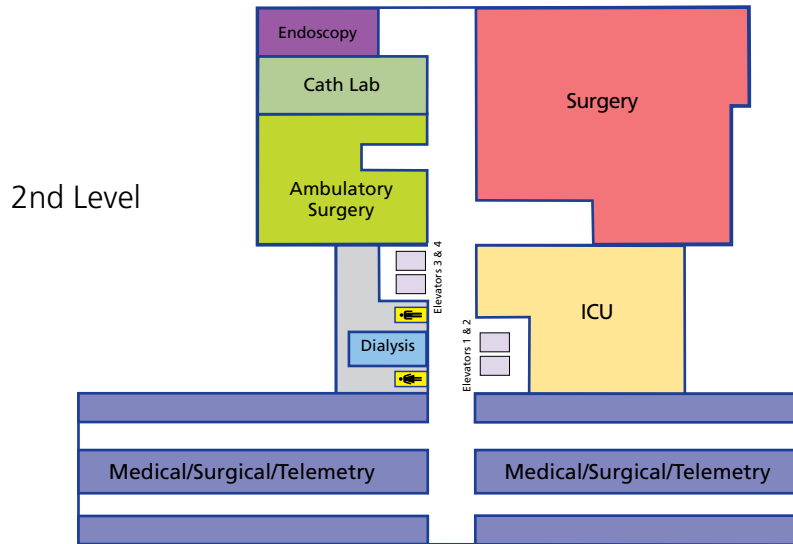 Endoscopy
Cath Lab
Surgery
2nd Level
Ambulatory
Surgery
Elevators 3 & 4
ICU
Elevators 1 & 2
Dialysis
Medical/Surgical/Telemetry
Medical/Surgical/Telemetry